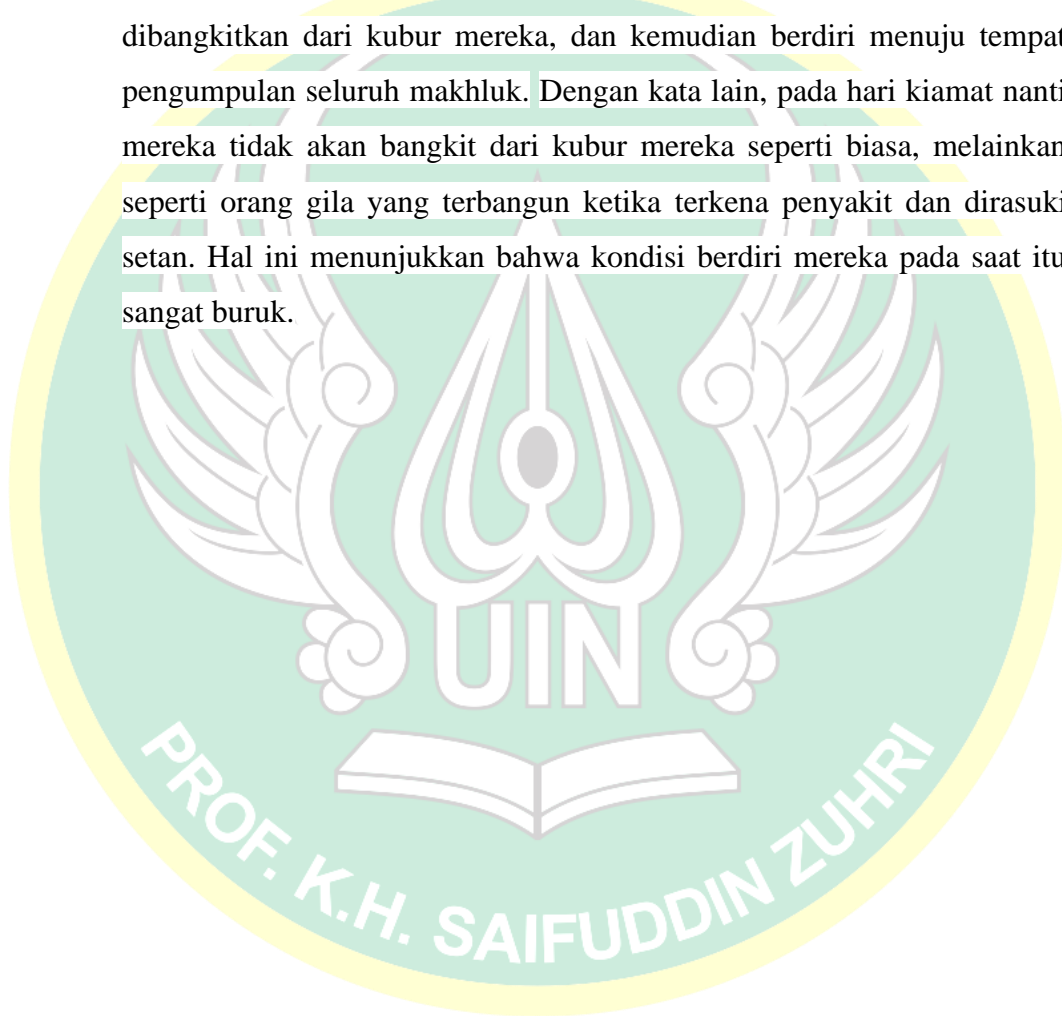 dibangkitkan dari kubur mereka, dan kemudian berdiri menuju tempat
pengumpulan seluruh makhluk. Dengan kata lain, pada hari kiamat nanti
mereka tidak akan bangkit dari kubur mereka seperti biasa, melainkan
seperti orang gila yang terbangun ketika terkena penyakit dan dirasuki
setan. Hal ini menunjukkan bahwa kondisi berdiri mereka pada saat itu
sangat buruk.
UIN
PROF. K.H. SAIFUDDIN ZUHRI